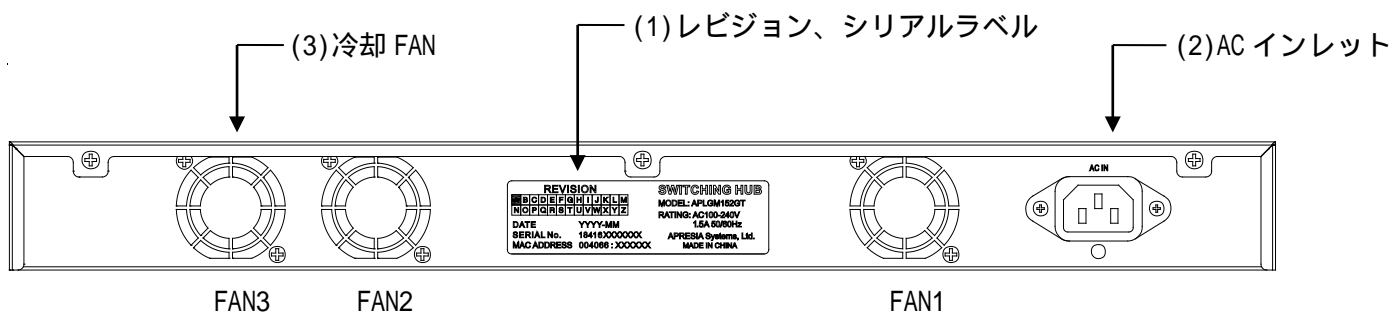 (1)レビジョン、シリアルラベル
(3)冷却 FAN
(2)AC インレット
AC IN
REVISION
B C D E F G H I J K L M
N O P Q R S T U V W X Y Z
DATE YYYY-MM
SERIAL No. 18416XXXXXXX
MAC ADDRESS 004066 : XXXXXX
SWITCHING HUB
MODEL: APLGM152GT
RATING: AC100-240V
1.5A 50/60Hz
APRESIA Systems, Ltd.
MADE IN CHINA
FAN3
FAN2
FAN1